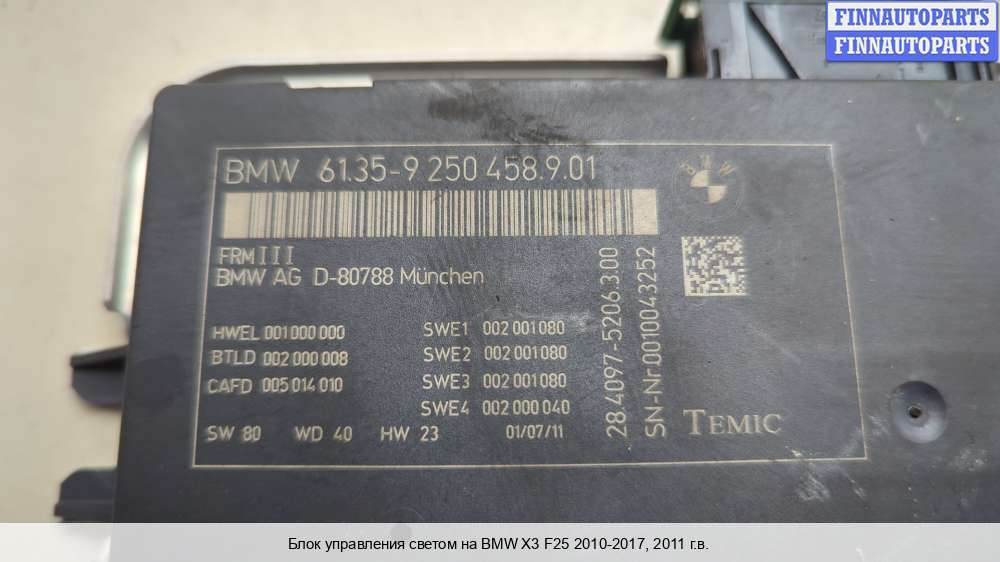 FINNAUTOPARTS
FINNAUTOPARTS
BMW 61.35-9 250 458.9.01
BMW
FRM III
BMW AG D-80788 München
HWEL 001 000 000
BTLD 002 000 008
CAFD 005 014 010
SWE1 002 001 080
SWE2 002 001 080
SWE3 002 001 080
SWE4 002 000 040
SW 80 WD 40 HW 23 01/07/11
28.4097-5206.3.00
SN-Nr0010043252
TEMIC
Блок управления светом на BMW X3 F25 2010-2017, 2011 г.в.